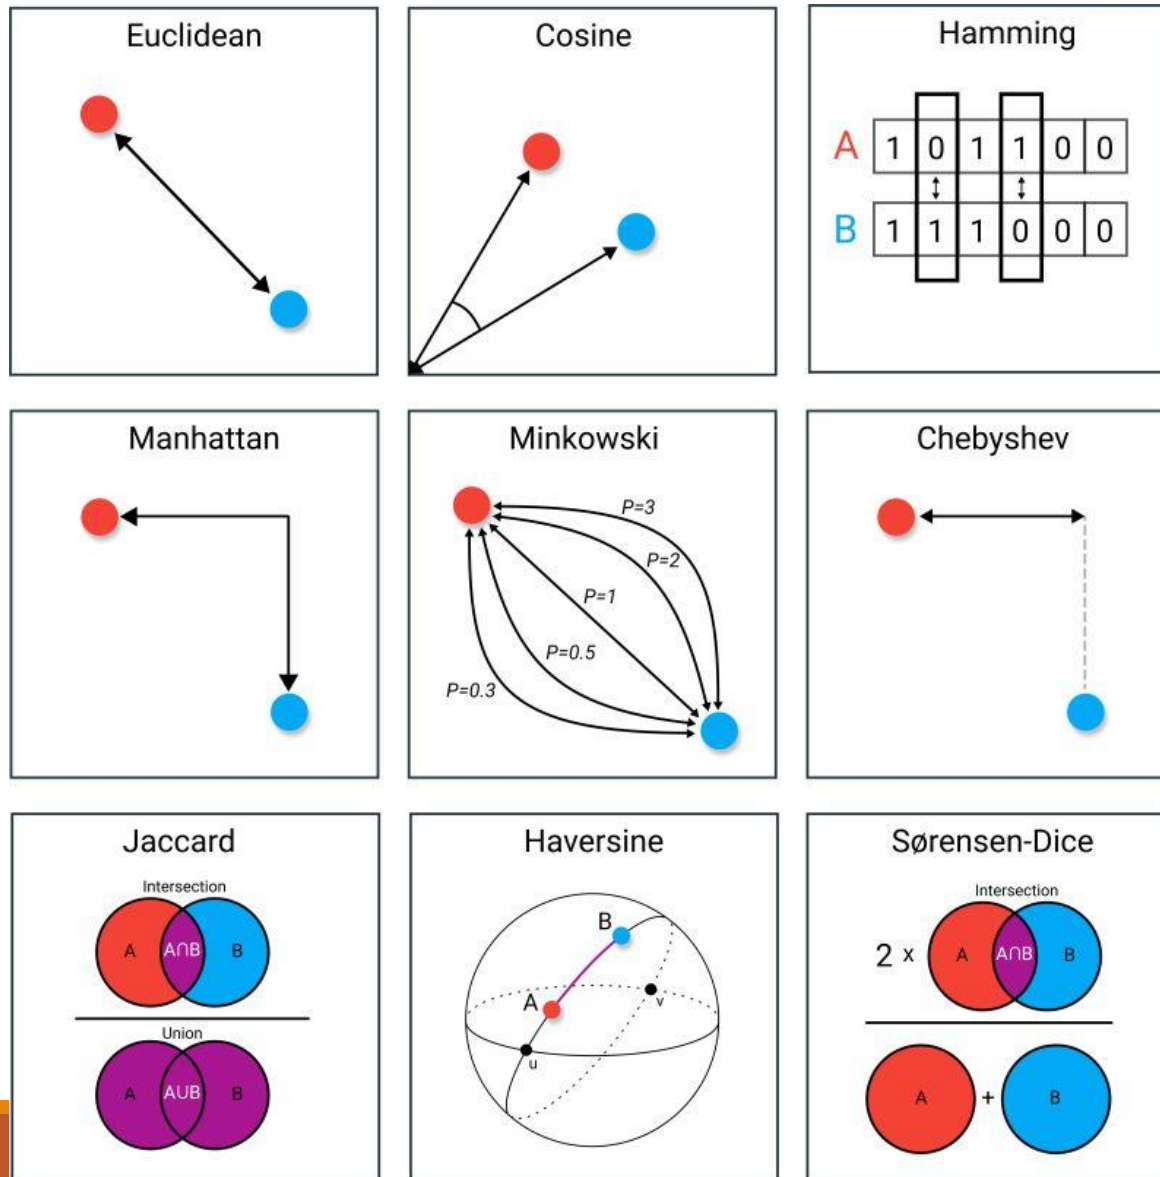 Euclidean
Cosine
Hamming
A 1 0 1 1 0 0
B 1 1 1 0 0 0
Manhattan
Minkowski
P=3
P=2
P=1
P=0.5
P=0.3
Chebyshev
Jaccard
Intersection
A A∩B B
Union
A A∪B B
Haversine
B
A
v
u
Sørensen-Dice
Intersection
2 x A A∩B B
A + B